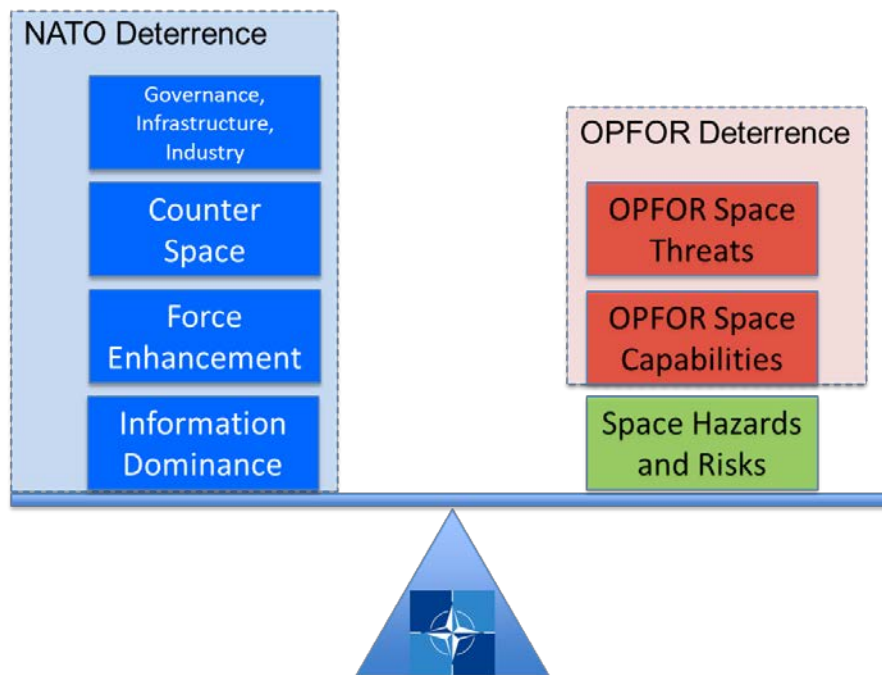 NATO Deterrence
Governance,
Infrastructure,
Industry
Counter
Space
Force
Enhancement
Information
Dominance
OPFOR Deterrence
OPFOR Space
Threats
OPFOR Space
Capabilities
Space Hazards
and Risks